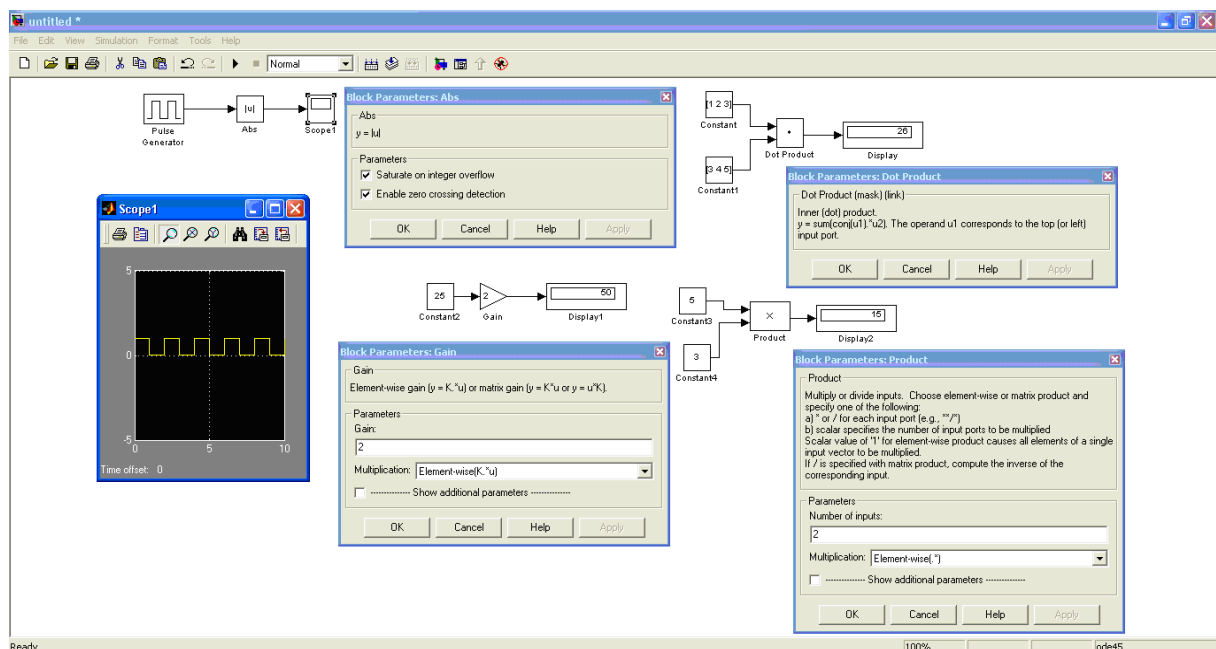 untitled *
File Edit View Simulation Format Tools Help
Normal
Pulse
Generator
|u|
Abs
Scope1
Block Parameters: Abs
Abs
y = |u|
Parameters
Saturate on integer overflow
Enable zero crossing detection
OK Cancel Help Apply
[1 2 3]
Constant
[3 4 5]
Constant1
Dot Product
26
Display
Block Parameters: Dot Product
Dot Product (mask) (link)
Inner (dot) product.
y = sum(conj(u1).*u2). The operand u1 corresponds to the top (or left)
input port.
OK Cancel Help Apply
Scope1
5
0
-5
0 5 10
Time offset: 0
25
Constant2
2
Gain
50
Display1
Block Parameters: Gain
Gain
Element-wise gain (y = K.*u) or matrix gain (y = K*u or y = u*K).
Parameters
Gain:
2
Multiplication: Element-wise(K.*u)
-------------- Show additional parameters --------------
OK Cancel Help Apply
5
Constant3
3
Constant4
×
Product
15
Display2
Block Parameters: Product
Product
Multiply or divide inputs. Choose element-wise or matrix product and
specify one of the following:
a) * or / for each input port (e.g., **/*)
b) scalar specifies the number of input ports to be multiplied
Scalar value of '1' for element-wise product causes all elements of a single
input vector to be multiplied.
If / is specified with matrix product, compute the inverse of the
corresponding input.
Parameters
Number of inputs:
2
Multiplication: Element-wise(.*)
-------------- Show additional parameters --------------
OK Cancel Help Apply
Ready
100%
ode45